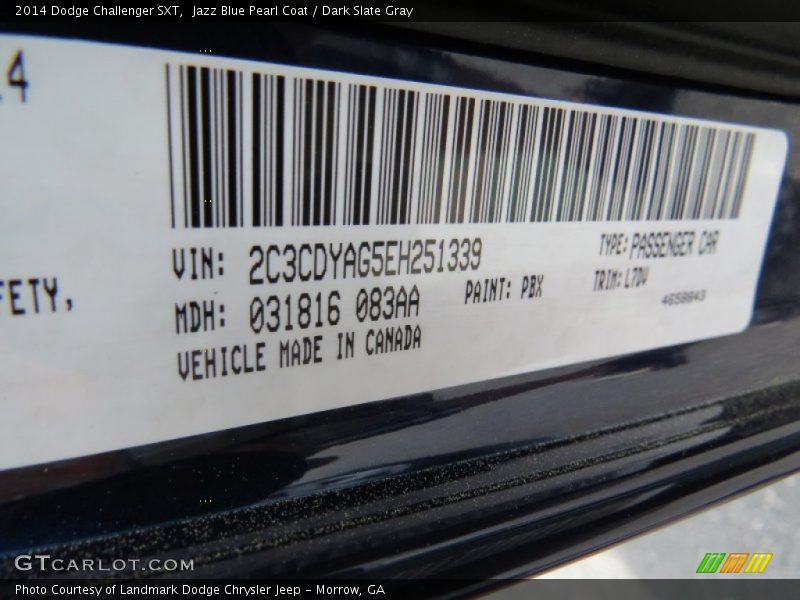 2014 Dodge Challenger SXT, Jazz Blue Pearl Coat / Dark Slate Gray
.4
FETY,
VIN: 2C3CDYAG5EH251339 TYPE: PASSENGER CAR
MDH: 031816 083AA PAINT: PBX TRIM: L7DV
4658843
VEHICLE MADE IN CANADA
GTCARLOT.COM
Photo Courtesy of Landmark Dodge Chrysler Jeep – Morrow, GA